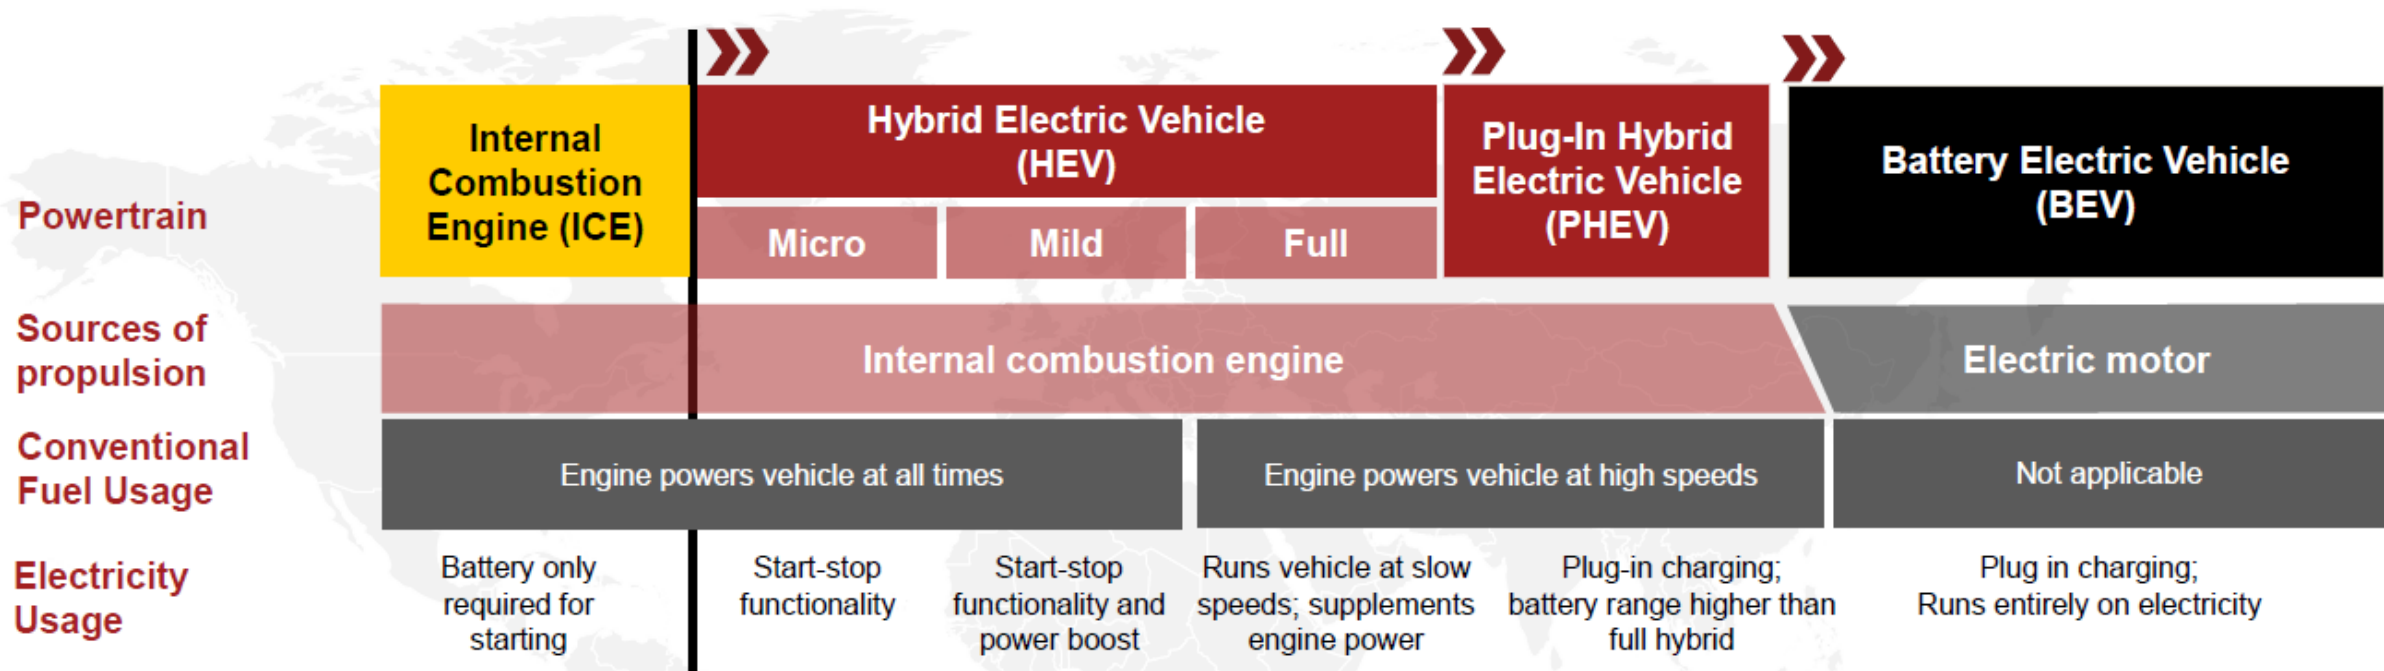 Powertrain
Internal
Combustion
Engine (ICE)
Hybrid Electric Vehicle
(HEV)
Micro
Mild
Full
Plug-In Hybrid
Electric Vehicle
(PHEV)
Battery Electric Vehicle
(BEV)
Sources of
propulsion
Internal combustion engine
Electric motor
Conventional
Fuel Usage
Engine powers vehicle at all times
Engine powers vehicle at high speeds
Not applicable
Electricity
Usage
Battery only
required for
starting
Start-stop
functionality
Start-stop
functionality and
power boost
Runs vehicle at slow
speeds; supplements
engine power
Plug-in charging;
battery range higher than
full hybrid
Plug in charging;
Runs entirely on electricity